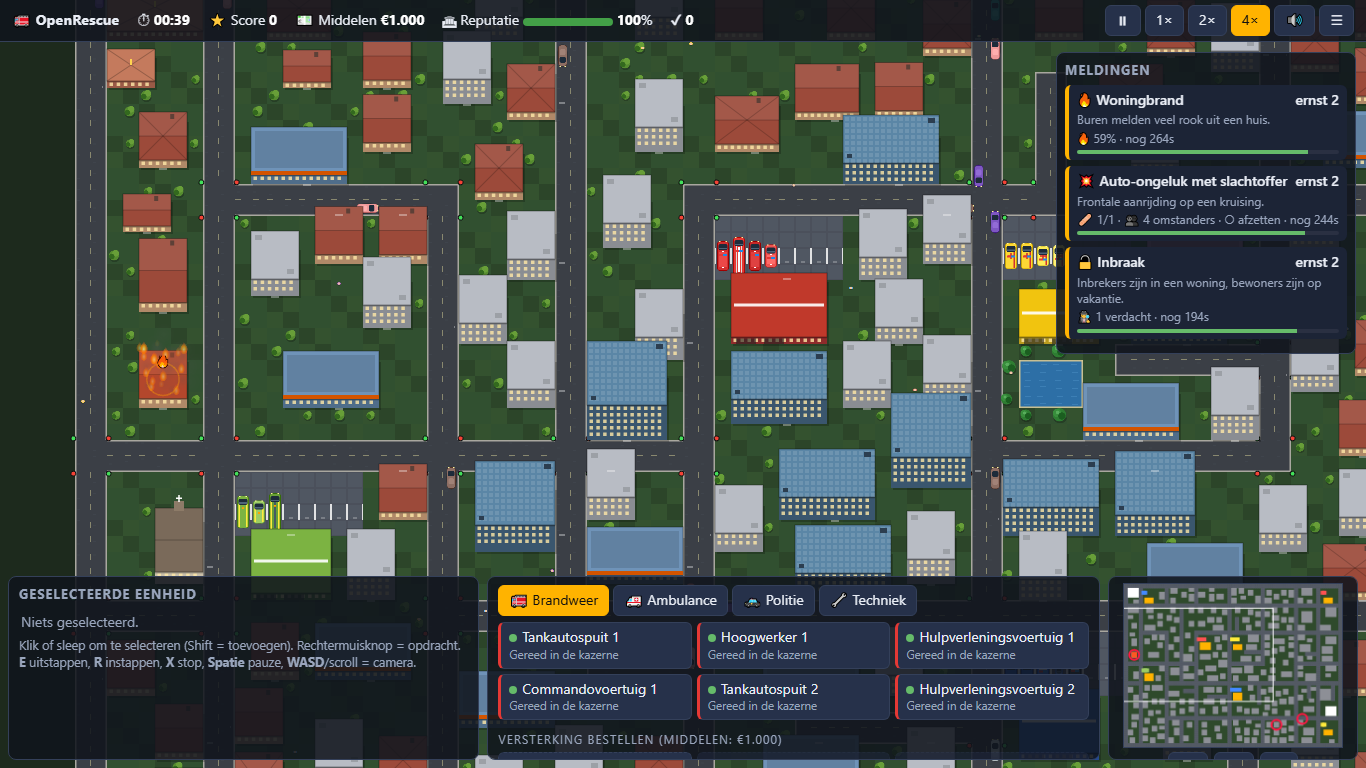 OpenRescue
00:39
Score 0
Middelen €1.000
Reputatie 100%
✓ 0
1×
2×
4×
MELDINGEN
Woningbrand ernst 2
Buren melden veel rook uit een huis.
59% · nog 264s
Auto-ongeluk met slachtoffer ernst 2
Frontale aanrijding op een kruising.
1/1 · 4 omstanders · afzetten · nog 244s
Inbraak ernst 2
Inbrekers zijn in een woning, bewoners zijn op
vakantie.
1 verdacht · nog 194s
GESELECTEERDE EENHEID
Niets geselecteerd.
Klik of sleep om te selecteren (Shift = toevoegen). Rechtermuisknop = opdracht.
E uitstappen, R instappen, X stop, Spatie pauze, WASD/scroll = camera.
Brandweer
Ambulance
Politie
Techniek
Tankautospuit 1
Gereed in de kazerne
Hoogwerker 1
Gereed in de kazerne
Hulpverleningsvoertuig 1
Gereed in de kazerne
Commandovoertuig 1
Gereed in de kazerne
Tankautospuit 2
Gereed in de kazerne
Hulpverleningsvoertuig 2
Gereed in de kazerne
VERSTERKING BESTELLEN (MIDDELEN: €1.000)